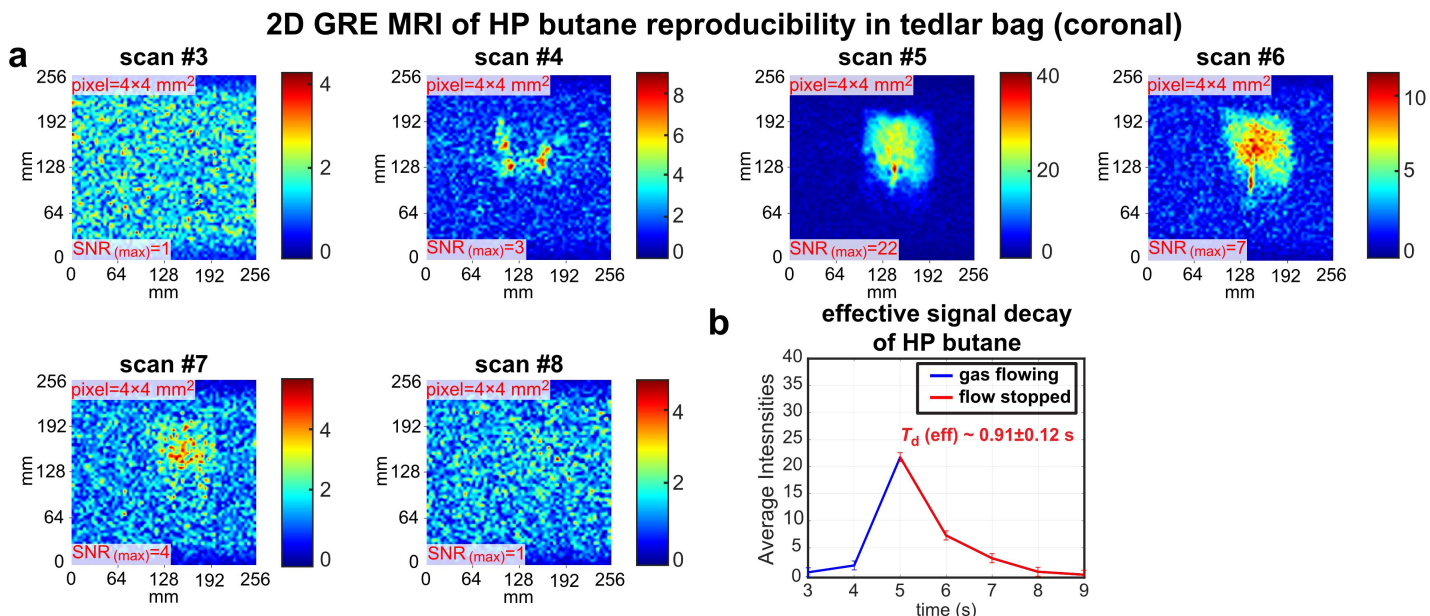 2D GRE MRI of HP butane reproducibility in tedlar bag (coronal)
a
scan #3
pixel=4×4 mm²
SNR (max)=1
256
192
128
64
0
mm
0 64 128 192 256
mm
4
2
0
scan #4
pixel=4×4 mm²
SNR (max)=3
256
192
128
64
0
mm
0 64 128 192 256
mm
8
6
4
2
0
scan #5
pixel=4×4 mm²
SNR (max)=22
256
192
128
64
0
mm
0 64 128 192 256
mm
40
20
0
scan #6
pixel=4×4 mm²
SNR (max)=7
256
192
128
64
0
mm
0 64 128 192 256
mm
10
5
0
scan #7
pixel=4×4 mm²
SNR (max)=4
256
192
128
64
0
mm
0 64 128 192 256
mm
4
2
0
scan #8
pixel=4×4 mm²
SNR (max)=1
256
192
128
64
0
mm
0 64 128 192 256
mm
4
2
0
b
effective signal decay
of HP butane
gas flowing
flow stopped
Td (eff) ~ 0.91±0.12 s
Average Intesnsities
40
35
30
25
20
15
10
5
0
3 4 5 6 7 8 9
time (s)